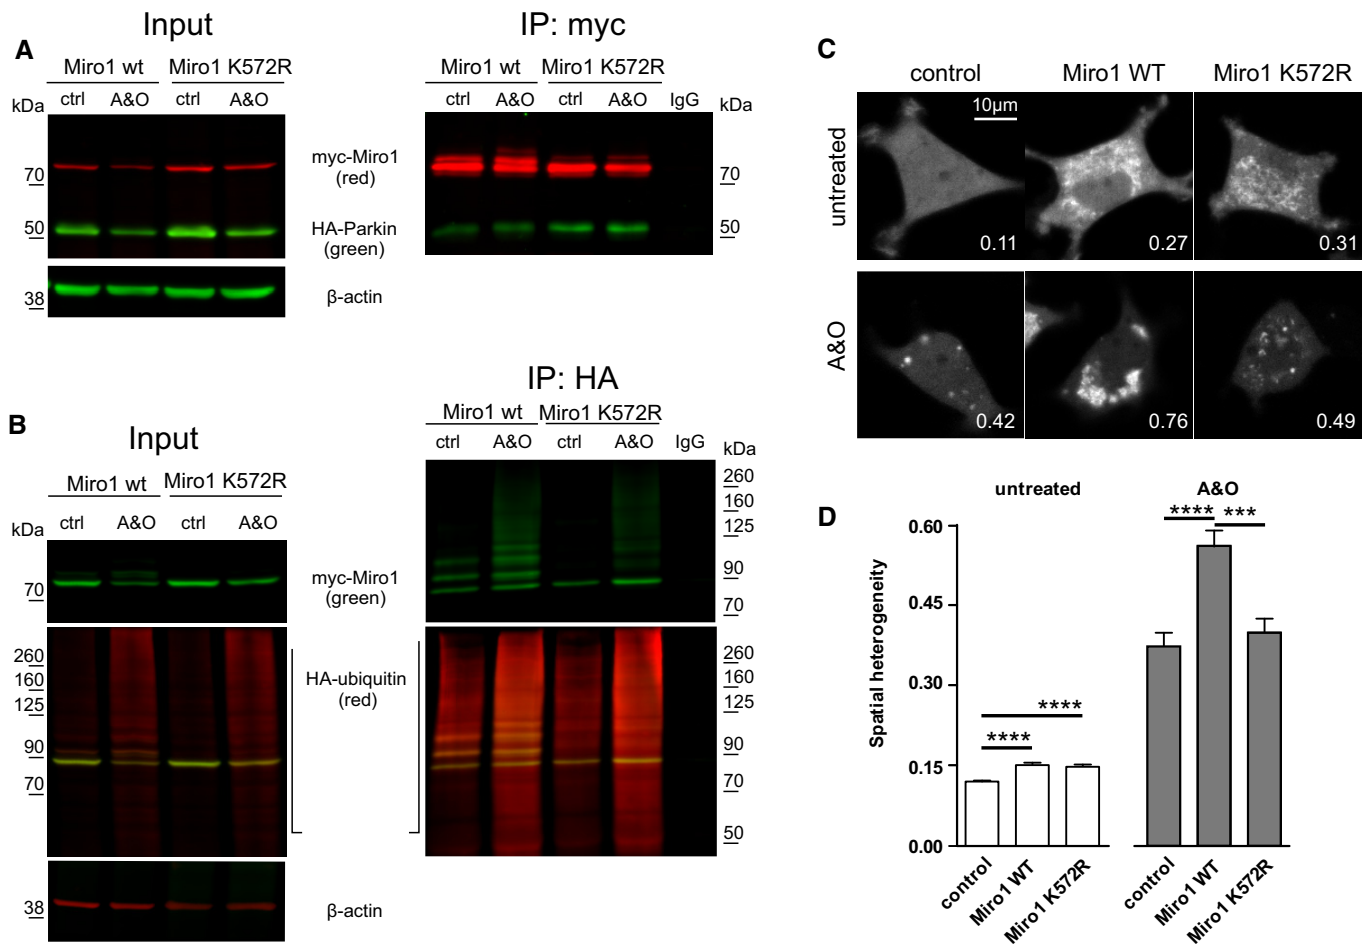 A
Input
IP: myc
Miro1 wt Miro1 K572R
Miro1 wt Miro1 K572R
kDa ctrl A&O ctrl A&O
ctrl A&O ctrl A&O IgG kDa
70
50
38
myc-Miro1
(red)
HA-Parkin
(green)
β-actin
70
50
B
Input
IP: HA
Miro1 wt Miro1 K572R
Miro1 wt Miro1 K572R
kDa ctrl A&O ctrl A&O
ctrl A&O ctrl A&O IgG kDa
70
260
160
125
90
70
38
myc-Miro1
(green)
HA-ubiquitin
(red)
β-actin
260
160
125
90
70
260
160
125
90
70
50
C
control Miro1 WT Miro1 K572R
untreated
10μm
0.11 0.27 0.31
A&O
0.42 0.76 0.49
D
untreated A&O
**** ***
**** 
****
Spatial heterogeneity
0.60
0.45
0.30
0.15
0.00
control Miro1 WT Miro1 K572R control Miro1 WT Miro1 K572R